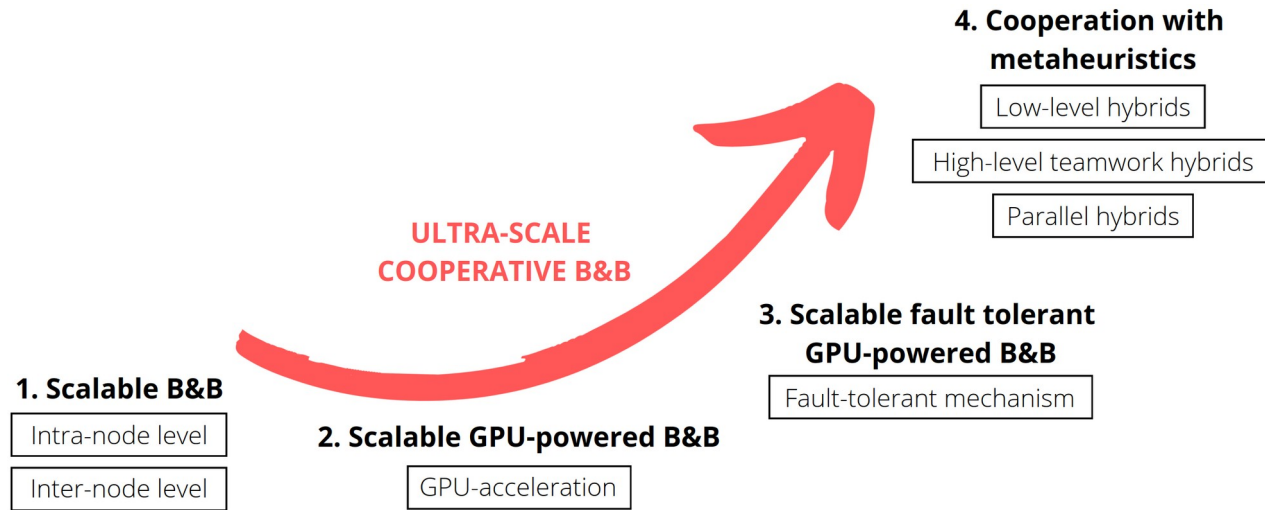 1. Scalable B&B
Intra-node level
Inter-node level
ULTRA-SCALE
COOPERATIVE B&B
2. Scalable GPU-powered B&B
GPU-acceleration
3. Scalable fault tolerant
GPU-powered B&B
Fault-tolerant mechanism
4. Cooperation with
metaheuristics
Low-level hybrids
High-level teamwork hybrids
Parallel hybrids